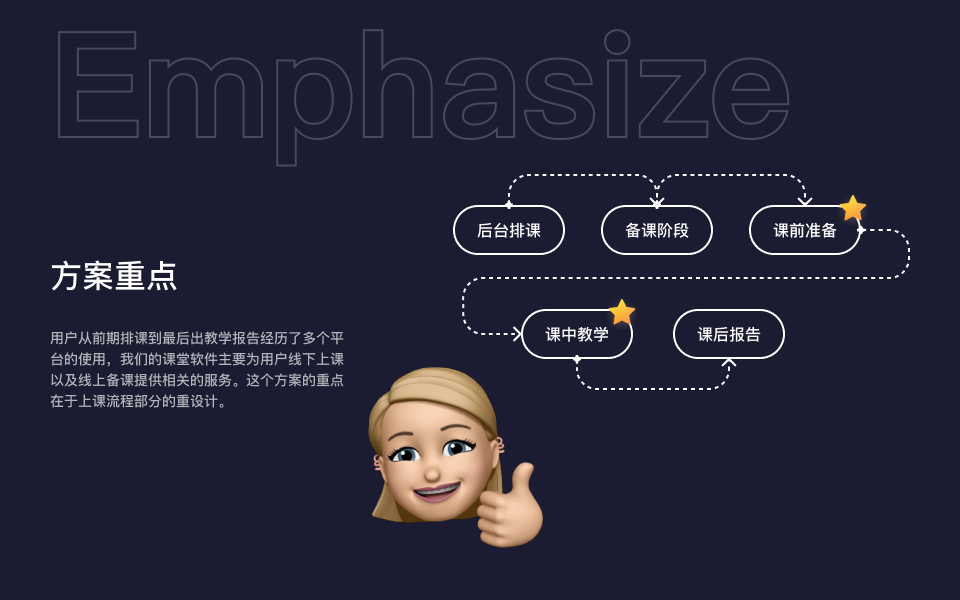 Emphasize
后台排课
备课阶段
课前准备
方案重点
课中教学
课后报告
用户从前期排课到最后出教学报告经历了多个平
台的使用，我们的课堂软件主要为用户线下上课
以及线上备课提供相关的服务。这个方案的重点
在于上课流程部分的重设计。